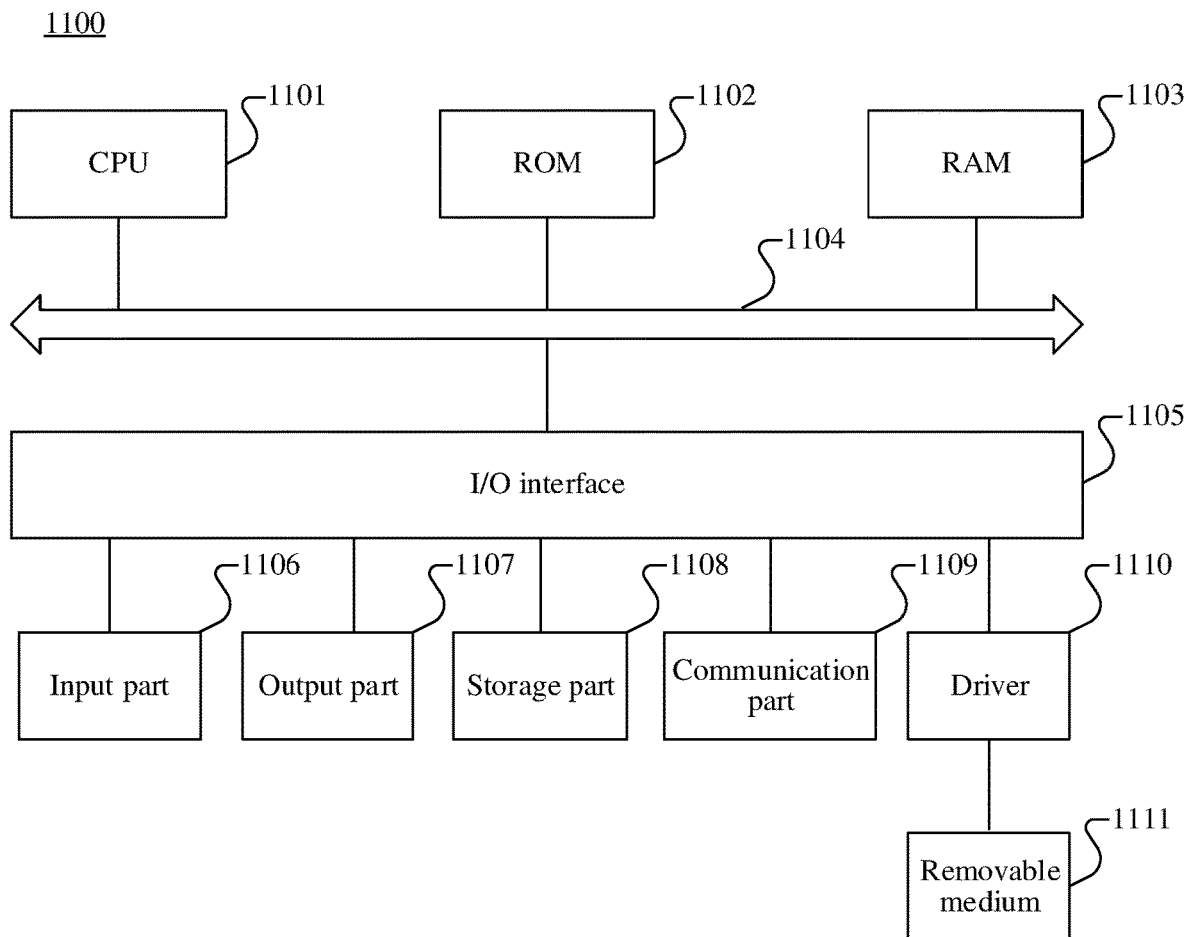 1100
1101
1102
1103
CPU
ROM
RAM
1104
1105
I/O interface
1106
1107
1108
1109
1110
Input part
Output part
Storage part
Communication
part
Driver
1111
Removable
medium